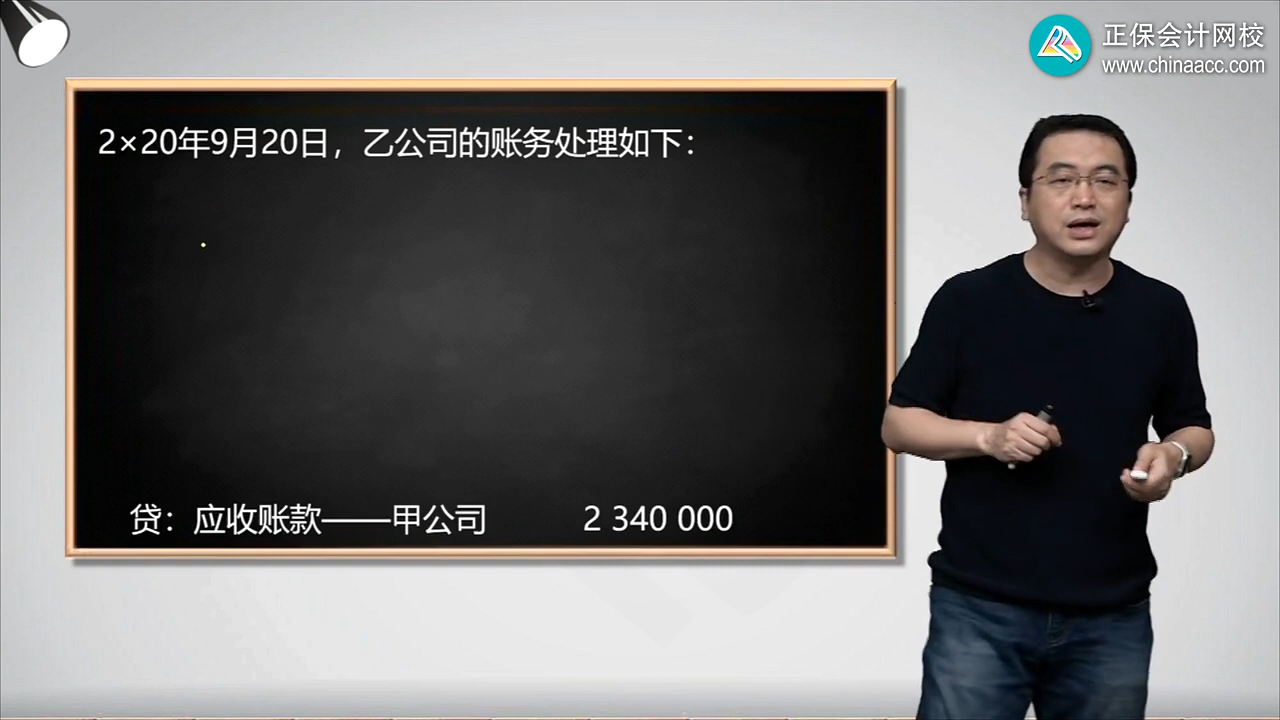 正保会计网校
www.chinaacc.com
2×20年9月20日，乙公司的账务处理如下：
贷：应收账款——甲公司 2 340 000